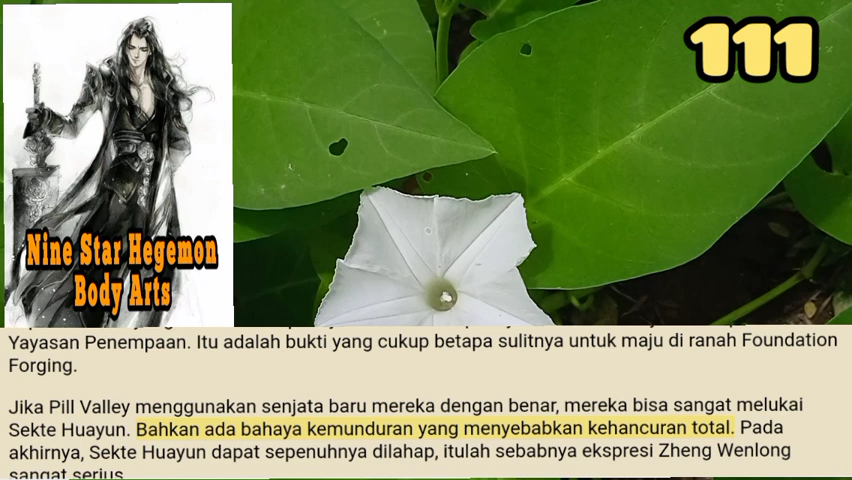 111
Nine Star Hegemon
Body Arts
Yayasan Penempaan. Itu adalah bukti yang cukup betapa sulitnya untuk maju di ranah Foundation
Forging.
Jika Pill Valley menggunakan senjata baru mereka dengan benar, mereka bisa sangat melukai
Sekte Huayun. Bahkan ada bahaya kemunduran yang menyebabkan kehancuran total. Pada
akhirnya, Sekte Huayun dapat sepenuhnya dilahap, itulah sebabnya ekspresi Zheng Wenlong
sangat serius